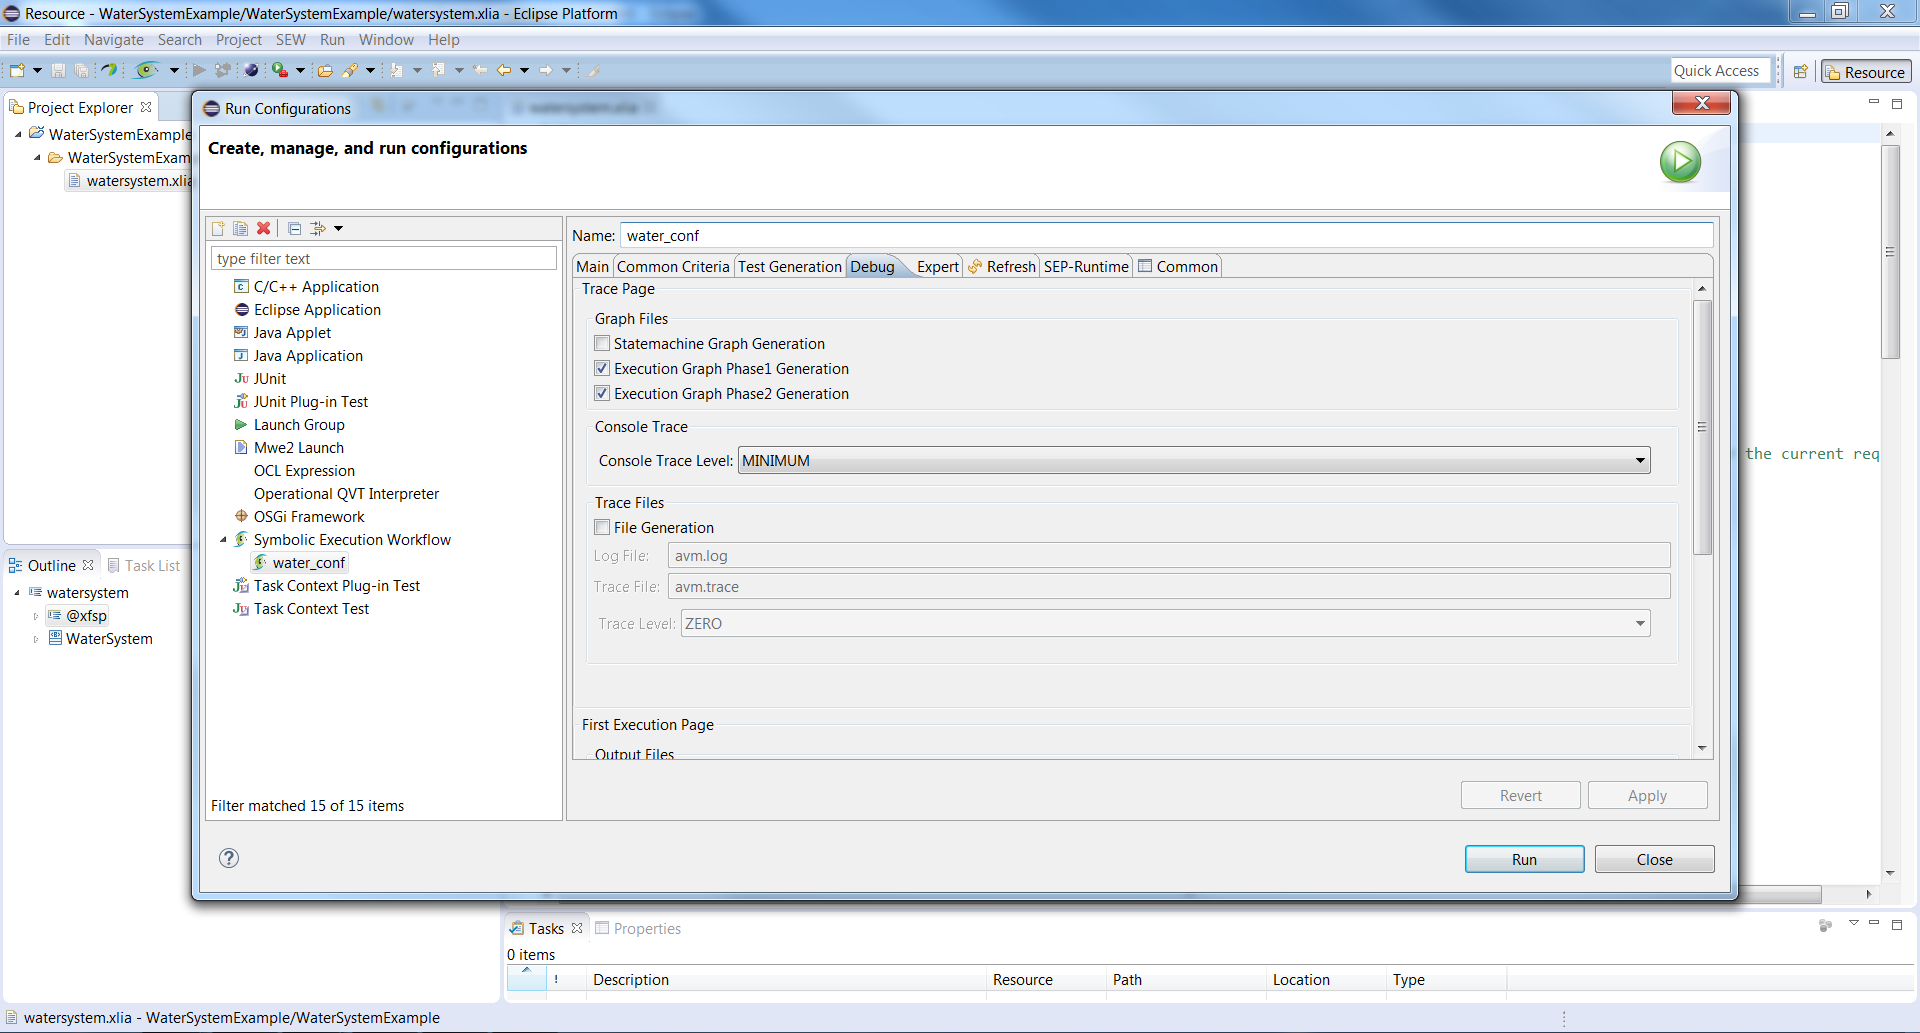 Resource - WaterSystemExample/WaterSystemExample/watersystem.xlia - Eclipse Platform
File Edit Navigate Search Project SEW Run Window Help
Quick Access
Resource
Project Explorer
WaterSystemExample
WaterSystemExam
watersystem.xlia
Outline Task List
watersystem
@xfsp
WaterSystem
Run Configurations
watersystem.xlia
Create, manage, and run configurations
type filter text
C/C++ Application
Eclipse Application
Java Applet
Java Application
JUnit
JUnit Plug-in Test
Launch Group
Mwe2 Launch
OCL Expression
Operational QVT Interpreter
OSGi Framework
Symbolic Execution Workflow
water_conf
Task Context Plug-in Test
Task Context Test
Filter matched 15 of 15 items
Name: water_conf
Main Common Criteria Test Generation Debug Expert Refresh SEP-Runtime Common
Trace Page
Graph Files
Statemachine Graph Generation
Execution Graph Phase1 Generation
Execution Graph Phase2 Generation
Console Trace
Console Trace Level: MINIMUM
Trace Files
File Generation
Log File: avm.log
Trace File: avm.trace
Trace Level: ZERO
First Execution Page
Output Files
Revert Apply
Run Close
the current req
Tasks Properties
0 items
! Description Resource Path Location Type
watersystem.xlia - WaterSystemExample/WaterSystemExample